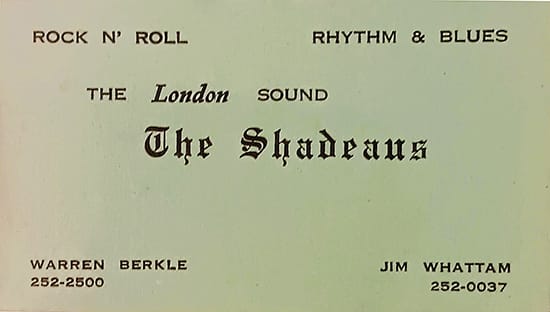 ROCK N' ROLL RHYTHM & BLUES
THE London SOUND
The Shadeaus
WARREN BERKLE JIM WHATTAM
252-2500 252-0037